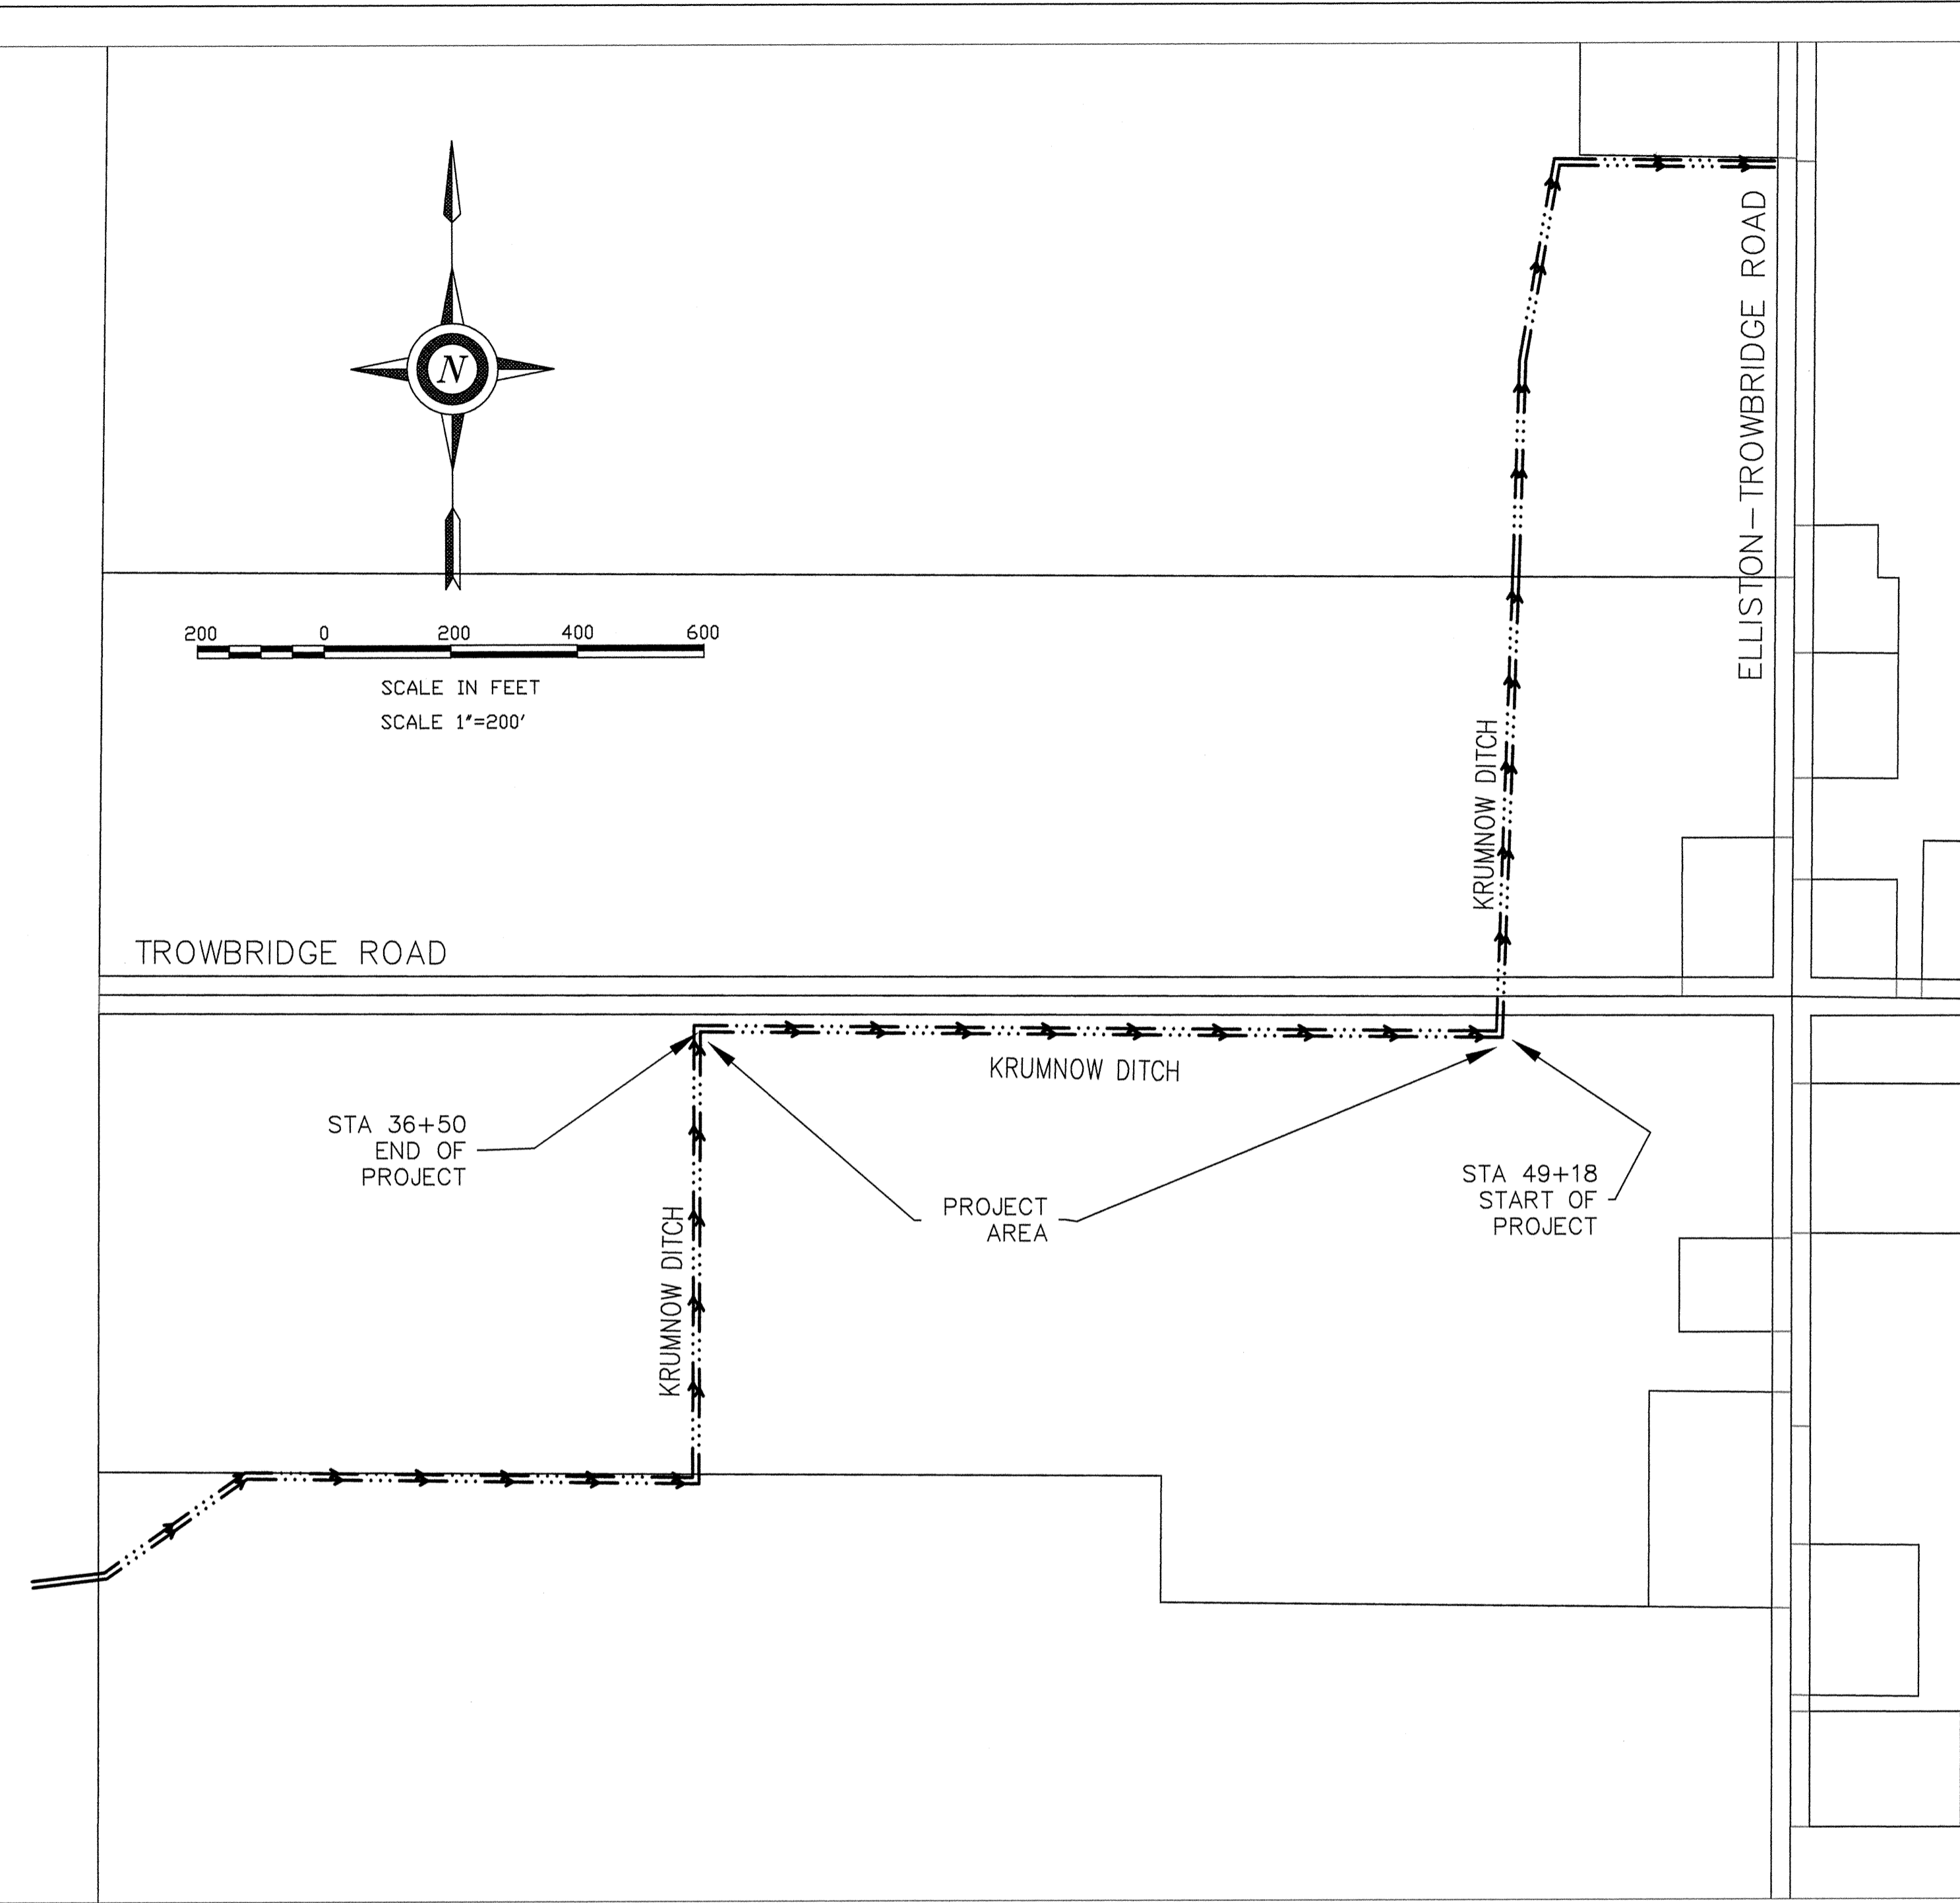 ELLISTON-TROWBRIDGE ROAD
N
200 0 200 400 600
SCALE IN FEET
SCALE 1"=200'
KRUMNOW DITCH
TROWBRIDGE ROAD
KRUMNOW DITCH
STA 36+50
END OF
PROJECT
PROJECT
AREA
STA 49+18
START OF
PROJECT
KRUMNOW DITCH